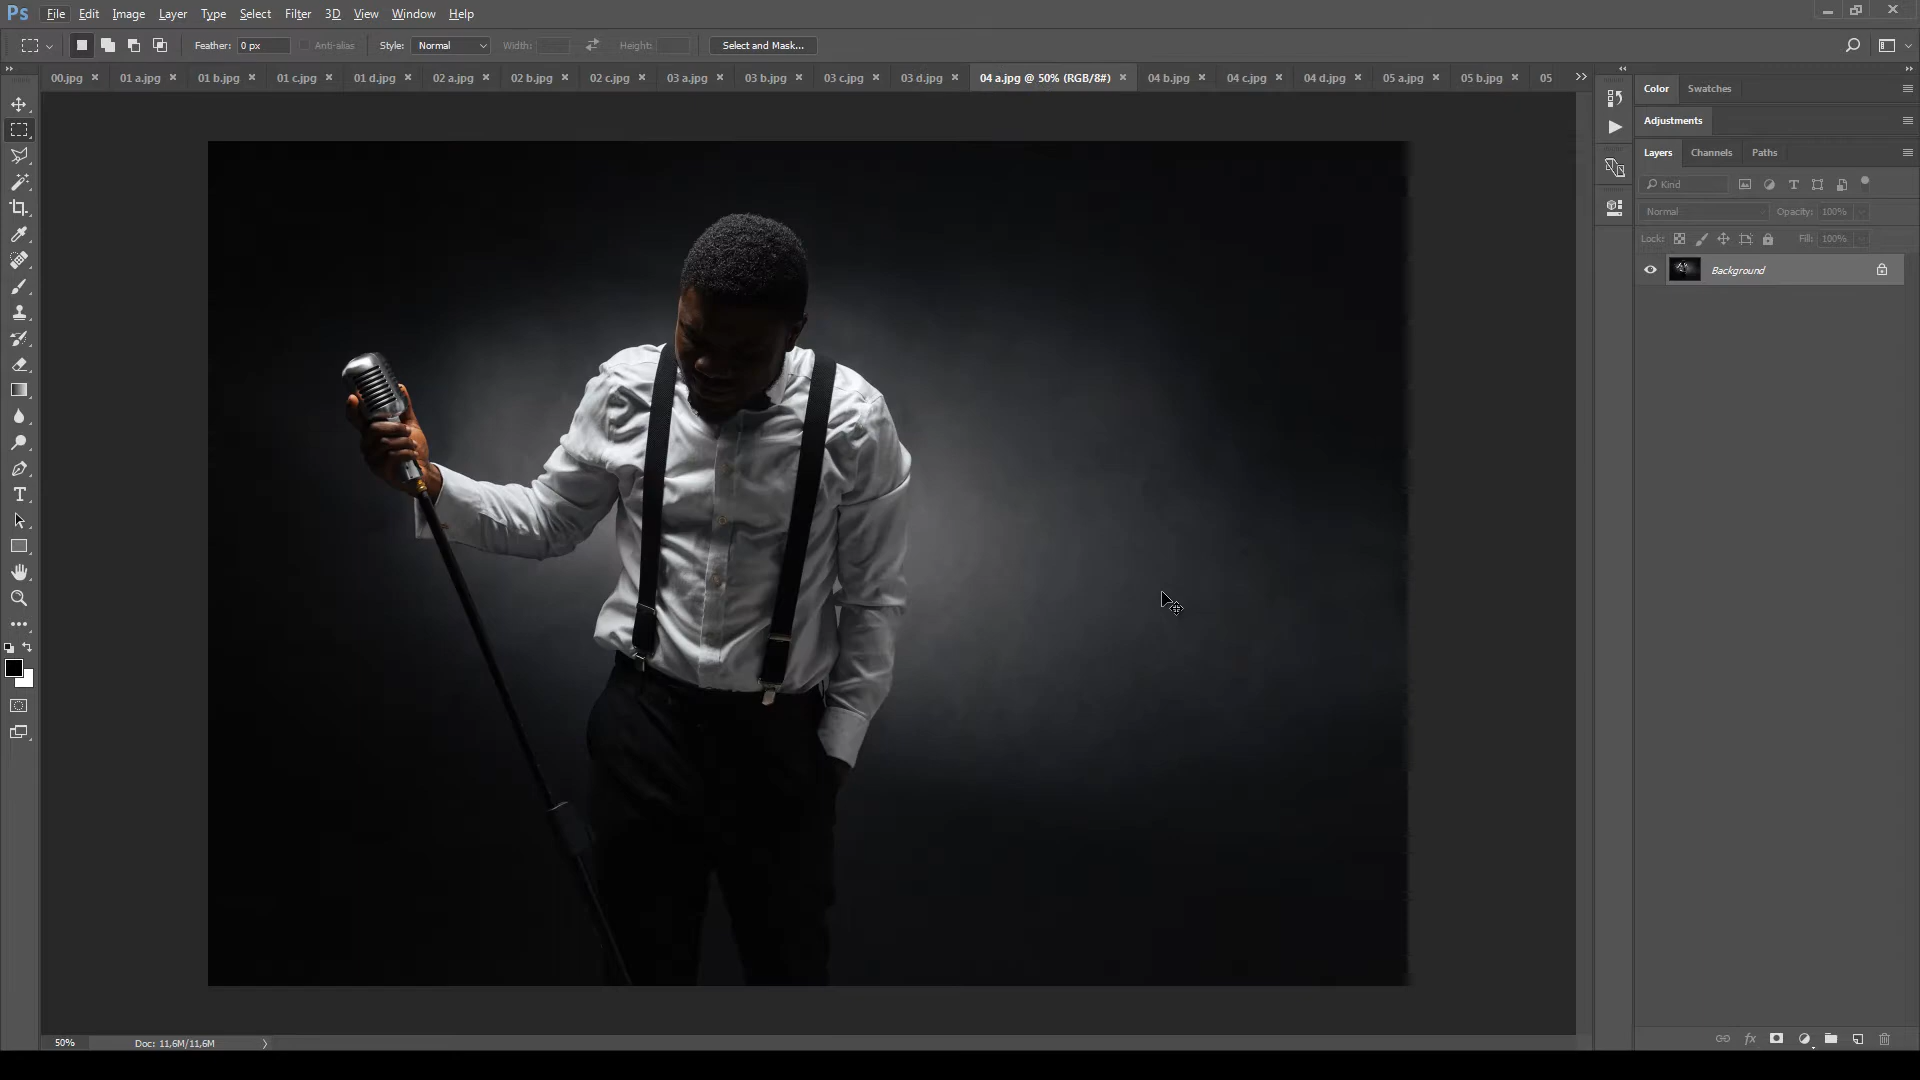 Ps File Edit Image Layer Type Select Filter 3D View Window Help
Feather: 0 px Anti-alias Style: Normal Width: Height: Select and Mask...
00.jpg × 01 a.jpg × 01 b.jpg × 01 c.jpg × 01 d.jpg × 02 a.jpg × 02 b.jpg × 02 c.jpg × 03 a.jpg × 03 b.jpg × 03 c.jpg × 03 d.jpg × 04 a.jpg @ 50% (RGB/8#) × 04 b.jpg × 04 c.jpg × 04 d.jpg × 05 a.jpg × 05 b.jpg × 05
Color Swatches
Adjustments
Layers Channels Paths
Kind
Normal Opacity: 100%
Lock: Fill: 100%
Background
50% Doc: 11,6M/11,6M